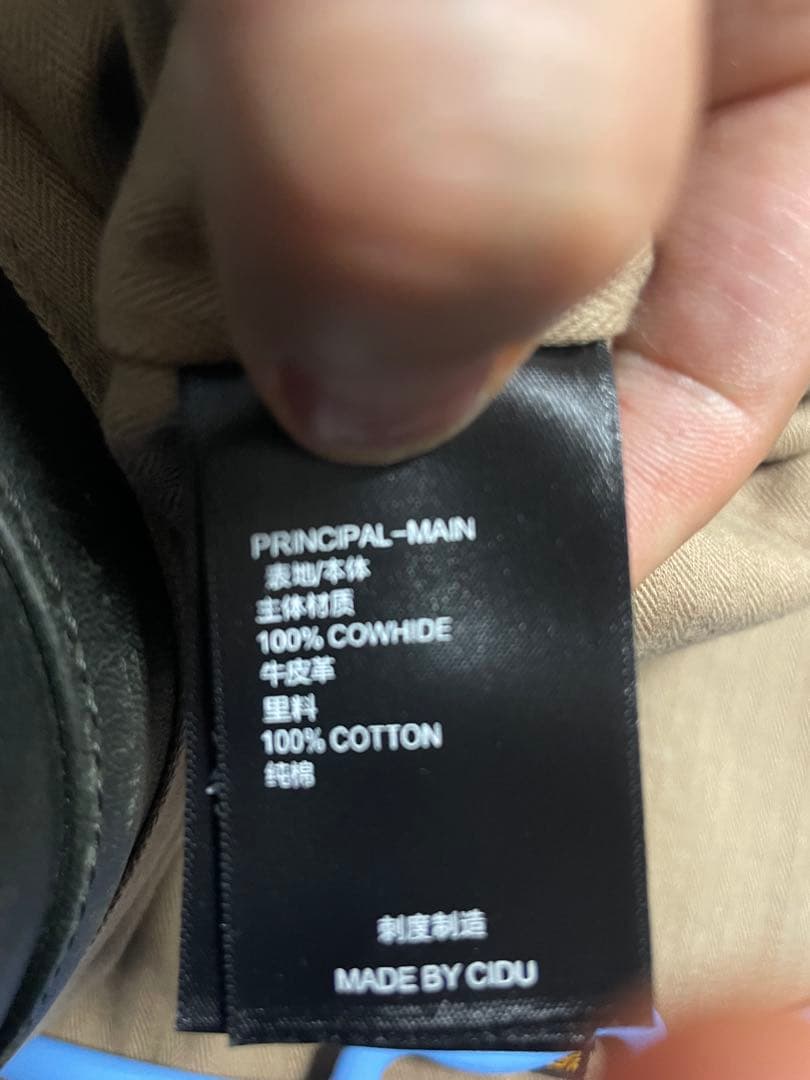 PRINCIPAL-MAIN
表地/本体
主体材质
100% COWHIDE
牛皮革
里料
100% COTTON
纯棉
刺度制造
MADE BY CIDU